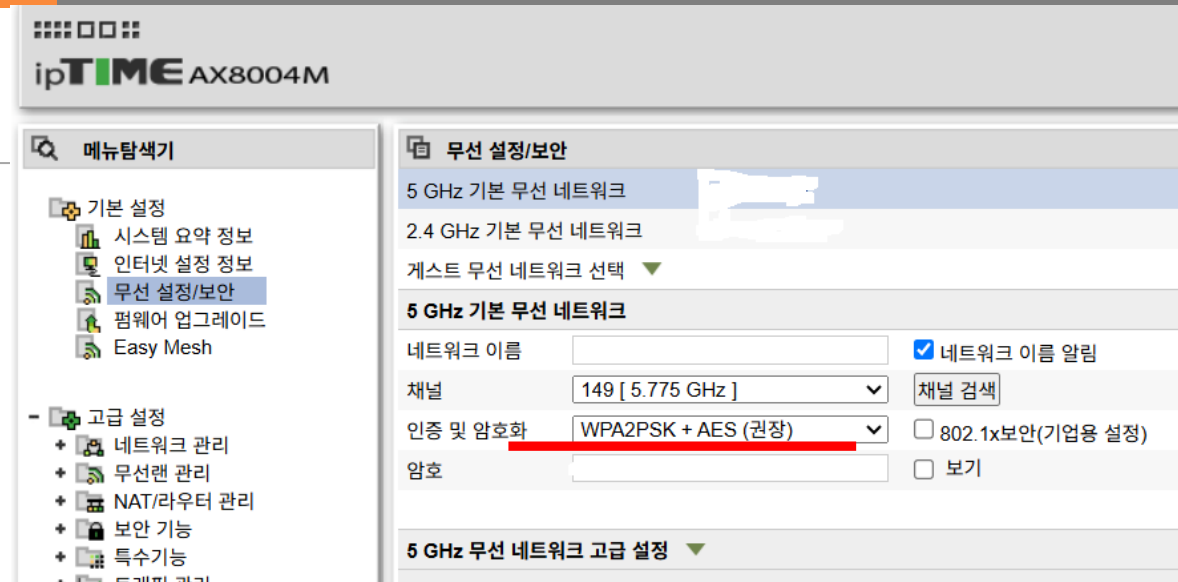 ipTIME AX8004M
메뉴탐색기
기본 설정
시스템 요약 정보
인터넷 설정 정보
무선 설정/보안
펌웨어 업그레이드
Easy Mesh
고급 설정
네트워크 관리
무선랜 관리
NAT/라우터 관리
보안 기능
특수기능
무선 설정/보안
5 GHz 기본 무선 네트워크
2.4 GHz 기본 무선 네트워크
게스트 무선 네트워크 선택
5 GHz 기본 무선 네트워크
네트워크 이름 네트워크 이름 알림
채널 149 [ 5.775 GHz ] 채널 검색
인증 및 암호화 WPA2PSK + AES (권장) 802.1x보안(기업용 설정)
암호 보기
5 GHz 무선 네트워크 고급 설정